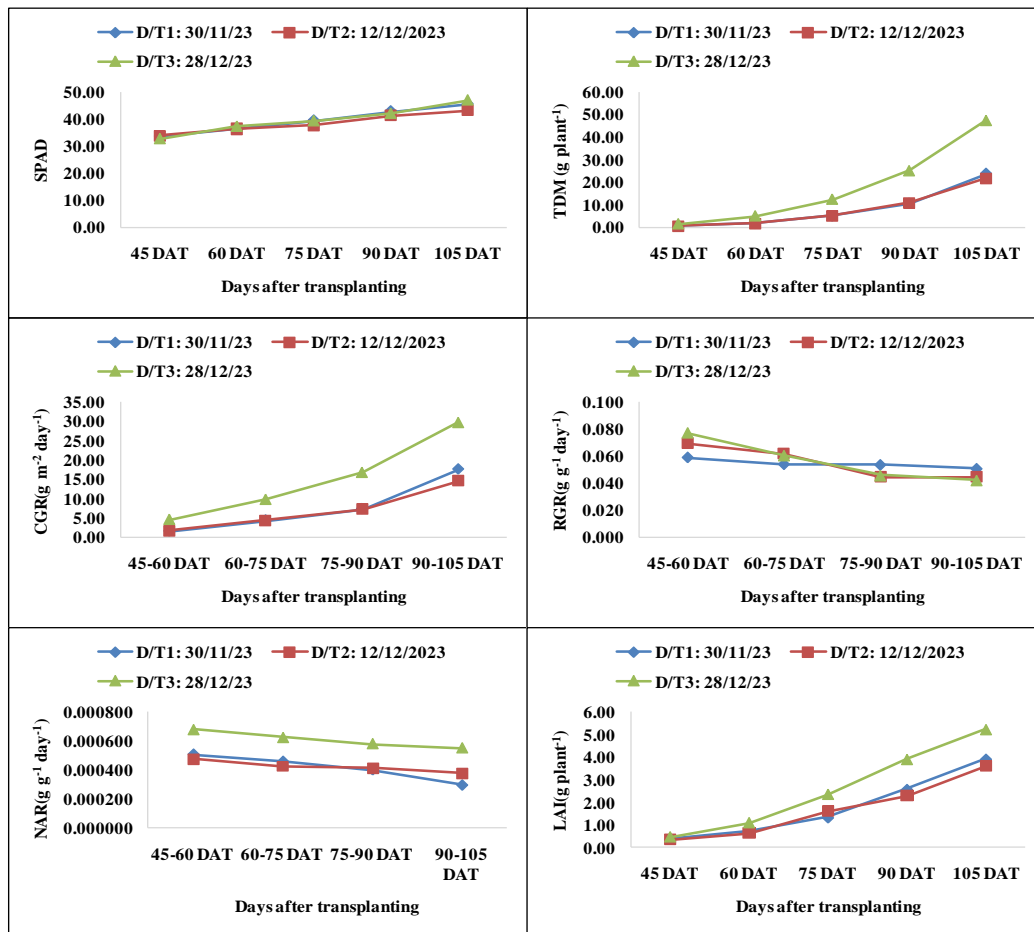 D/T1: 30/11/23 D/T2: 12/12/2023
D/T3: 28/12/23
SPAD
50.00
40.00
30.00
20.00
10.00
0.00
45 DAT 60 DAT 75 DAT 90 DAT 105 DAT
Days after transplanting
D/T1: 30/11/23 D/T2: 12/12/2023
D/T3: 28/12/23
TDM (g plant⁻¹)
60.00
50.00
40.00
30.00
20.00
10.00
0.00
45 DAT 60 DAT 75 DAT 90 DAT 105 DAT
Days after transplanting
D/T1: 30/11/23 D/T2: 12/12/2023
D/T3: 28/12/23
CGR(g m⁻² day⁻¹)
35.00
30.00
25.00
20.00
15.00
10.00
5.00
0.00
45-60 DAT 60-75 DAT 75-90 DAT 90-105 DAT
Days after transplanting
D/T1: 30/11/23 D/T2: 12/12/2023
D/T3: 28/12/23
RGR(g g⁻¹ day⁻¹)
0.100
0.080
0.060
0.040
0.020
0.000
45-60 DAT 60-75 DAT 75-90 DAT 90-105 DAT
Days after transplanting
D/T1: 30/11/23 D/T2: 12/12/2023
D/T3: 28/12/23
NAR(g g⁻¹ day⁻¹)
0.000800
0.000600
0.000400
0.000200
0.000000
45-60 DAT 60-75 DAT 75-90 DAT 90-105
DAT
Days after transplanting
D/T1: 30/11/23 D/T2: 12/12/2023
D/T3: 28/12/23
LAI(g plant⁻¹)
6.00
5.00
4.00
3.00
2.00
1.00
0.00
45 DAT 60 DAT 75 DAT 90 DAT 105 DAT
Days after transplanting